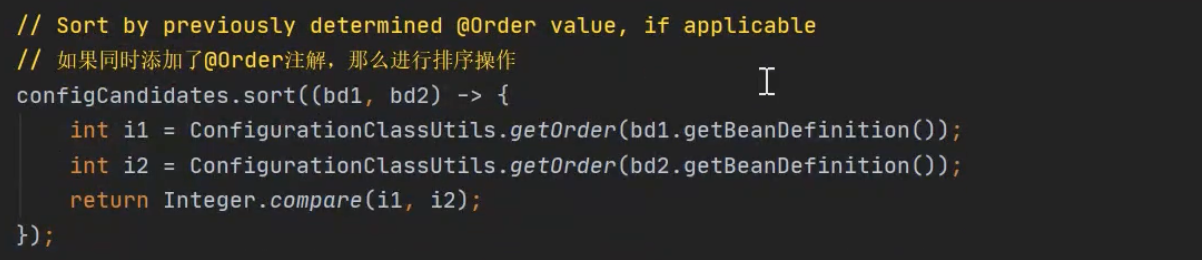 // Sort by previously determined @Order value, if applicable
// 如果同时添加了@Order注解，那么进行排序操作
configCandidates.sort((bd1, bd2) -> {
    int i1 = ConfigurationClassUtils.getOrder(bd1.getBeanDefinition());
    int i2 = ConfigurationClassUtils.getOrder(bd2.getBeanDefinition());
    return Integer.compare(i1, i2);
});